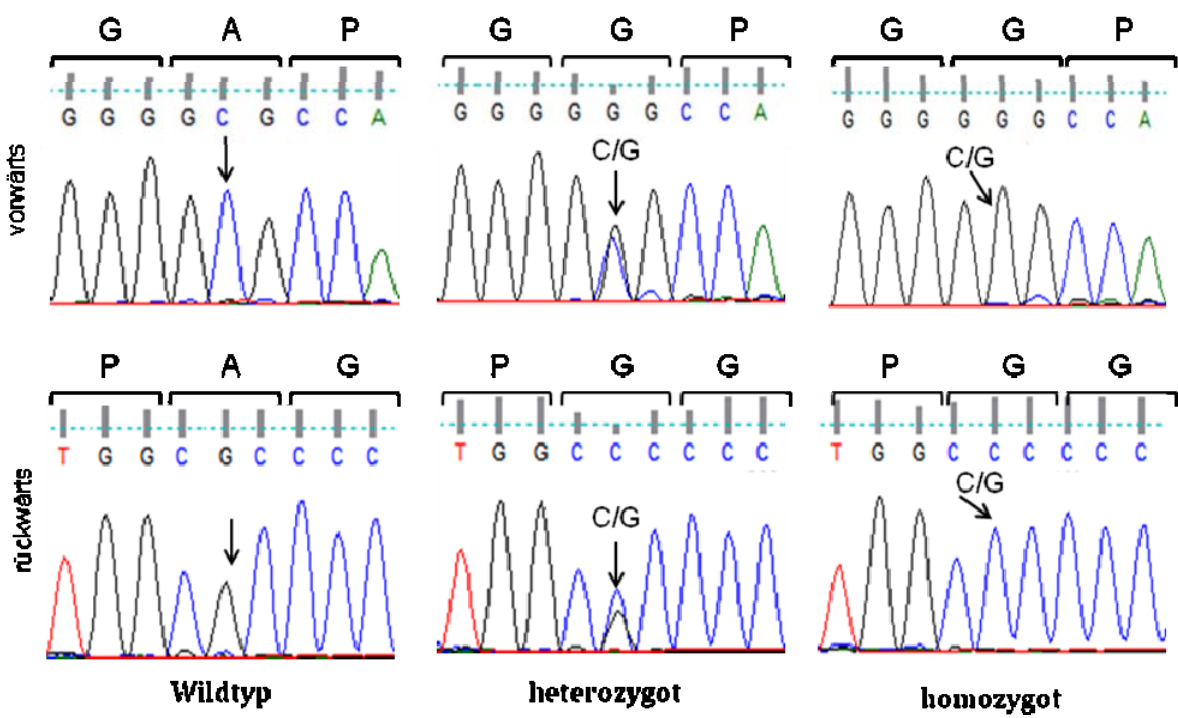 G A P G G P G G P
G G G G C G C C A G G G G G G C C A G G G G G G C C A
C/G C/G
vorwärts
P A G P G G P G G
T G G C G C C C C T G G C C C C C C T G G C C C C C C
C/G C/G
rückwärts
Wildtyp heterozygot homozygot